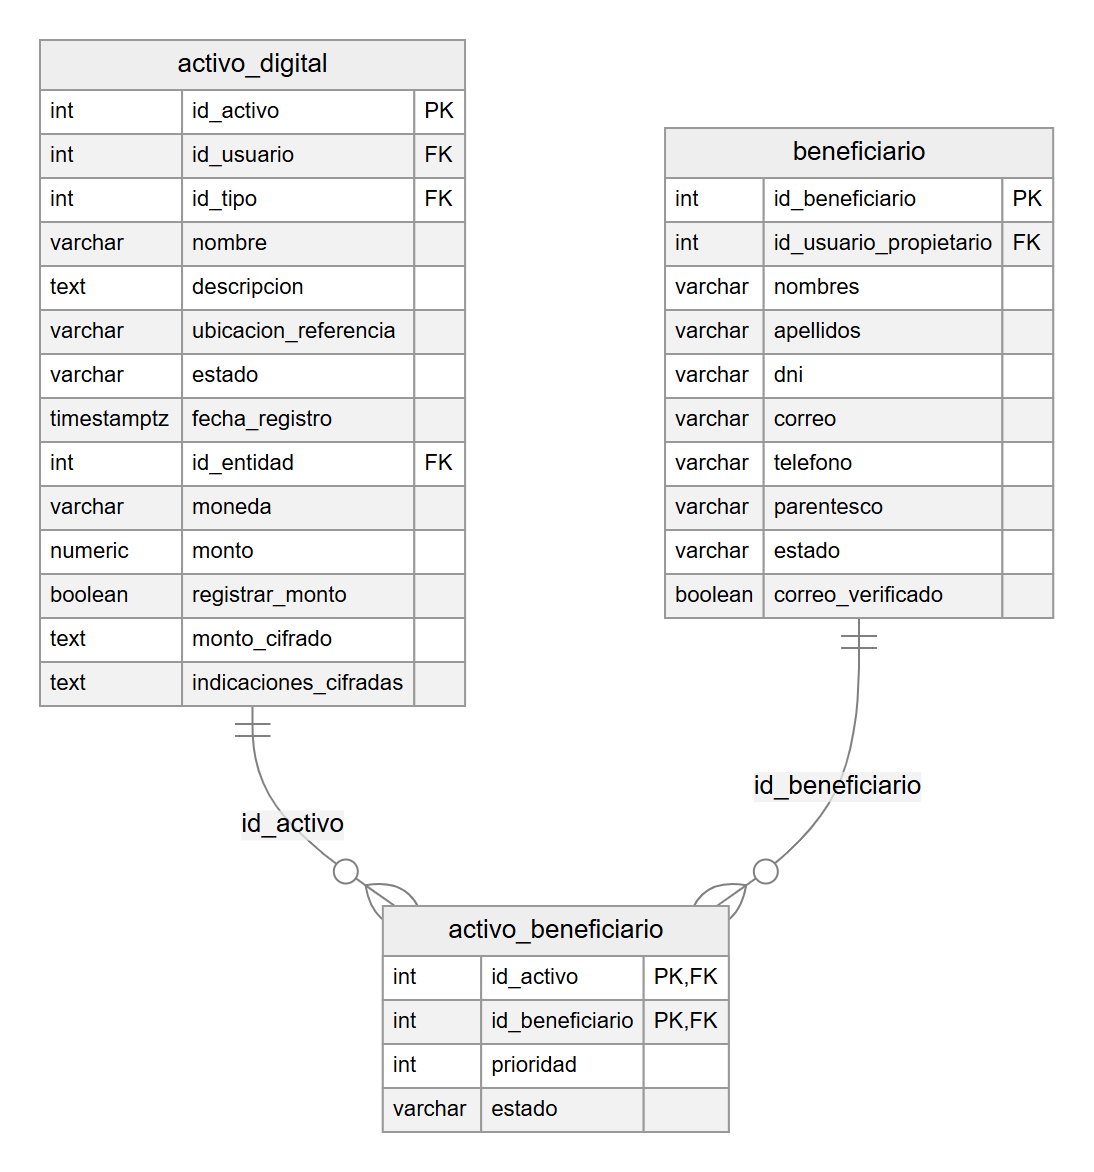 activo_digital
int id_activo PK
int id_usuario FK
int id_tipo FK
varchar nombre
text descripcion
varchar ubicacion_referencia
varchar estado
timestamptz fecha_registro
int id_entidad FK
varchar moneda
numeric monto
boolean registrar_monto
text monto_cifrado
text indicaciones_cifradas
beneficiario
int id_beneficiario PK
int id_usuario_propietario FK
varchar nombres
varchar apellidos
varchar dni
varchar correo
varchar telefono
varchar parentesco
varchar estado
boolean correo_verificado
id_activo
id_beneficiario
activo_beneficiario
int id_activo PK,FK
int id_beneficiario PK,FK
int prioridad
varchar estado